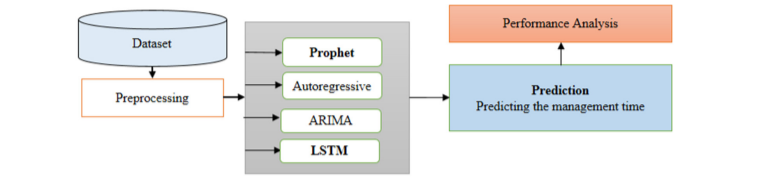 Dataset
Preprocessing
Prophet
Autoregressive
ARIMA
LSTM
Performance Analysis
Prediction
Predicting the management time